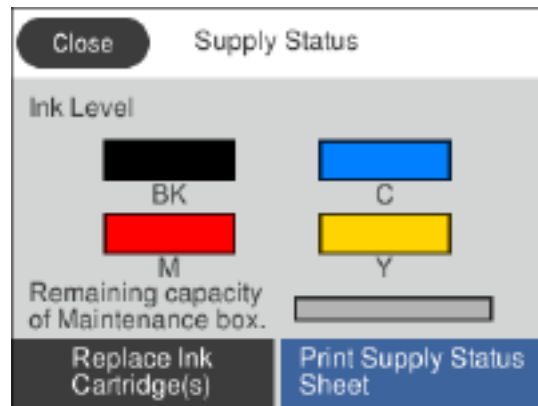 Close
Supply Status
Ink Level
BK
C
M
Y
Remaining capacity
of Maintenance box.
Replace Ink
Cartridge(s)
Print Supply Status
Sheet